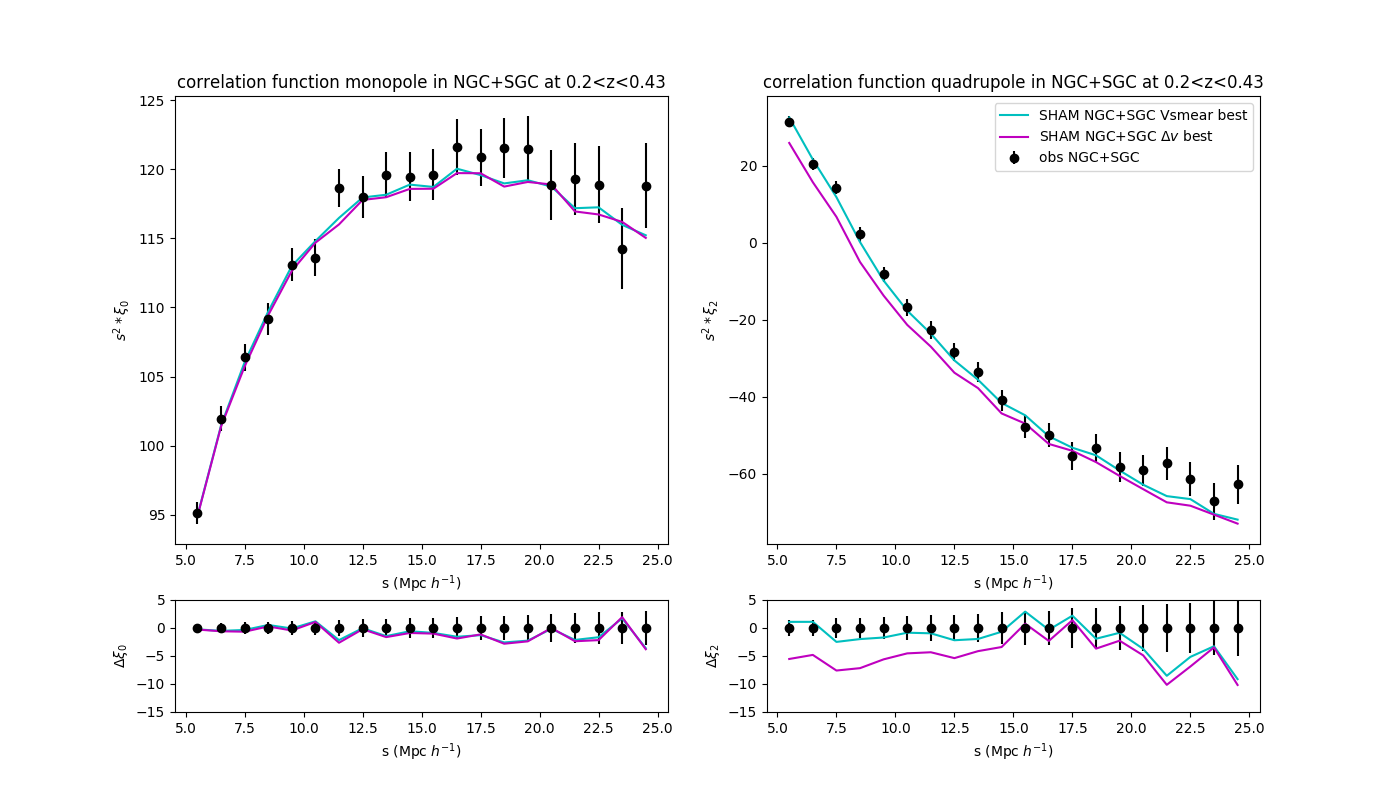 correlation function monopole in NGC+SGC at 0.2<z<0.43
125
120
115
110
105
100
95
s² * ξ₀
5.0 7.5 10.0 12.5 15.0 17.5 20.0 22.5 25.0
s (Mpc h⁻¹)
5
0
−5
−10
−15
Δξ₀
5.0 7.5 10.0 12.5 15.0 17.5 20.0 22.5 25.0
s (Mpc h⁻¹)
correlation function quadrupole in NGC+SGC at 0.2<z<0.43
SHAM NGC+SGC Vsmear best
SHAM NGC+SGC Δv best
obs NGC+SGC
20
0
−20
−40
−60
s² * ξ₂
5.0 7.5 10.0 12.5 15.0 17.5 20.0 22.5 25.0
s (Mpc h⁻¹)
5
0
−5
−10
−15
Δξ₂
5.0 7.5 10.0 12.5 15.0 17.5 20.0 22.5 25.0
s (Mpc h⁻¹)